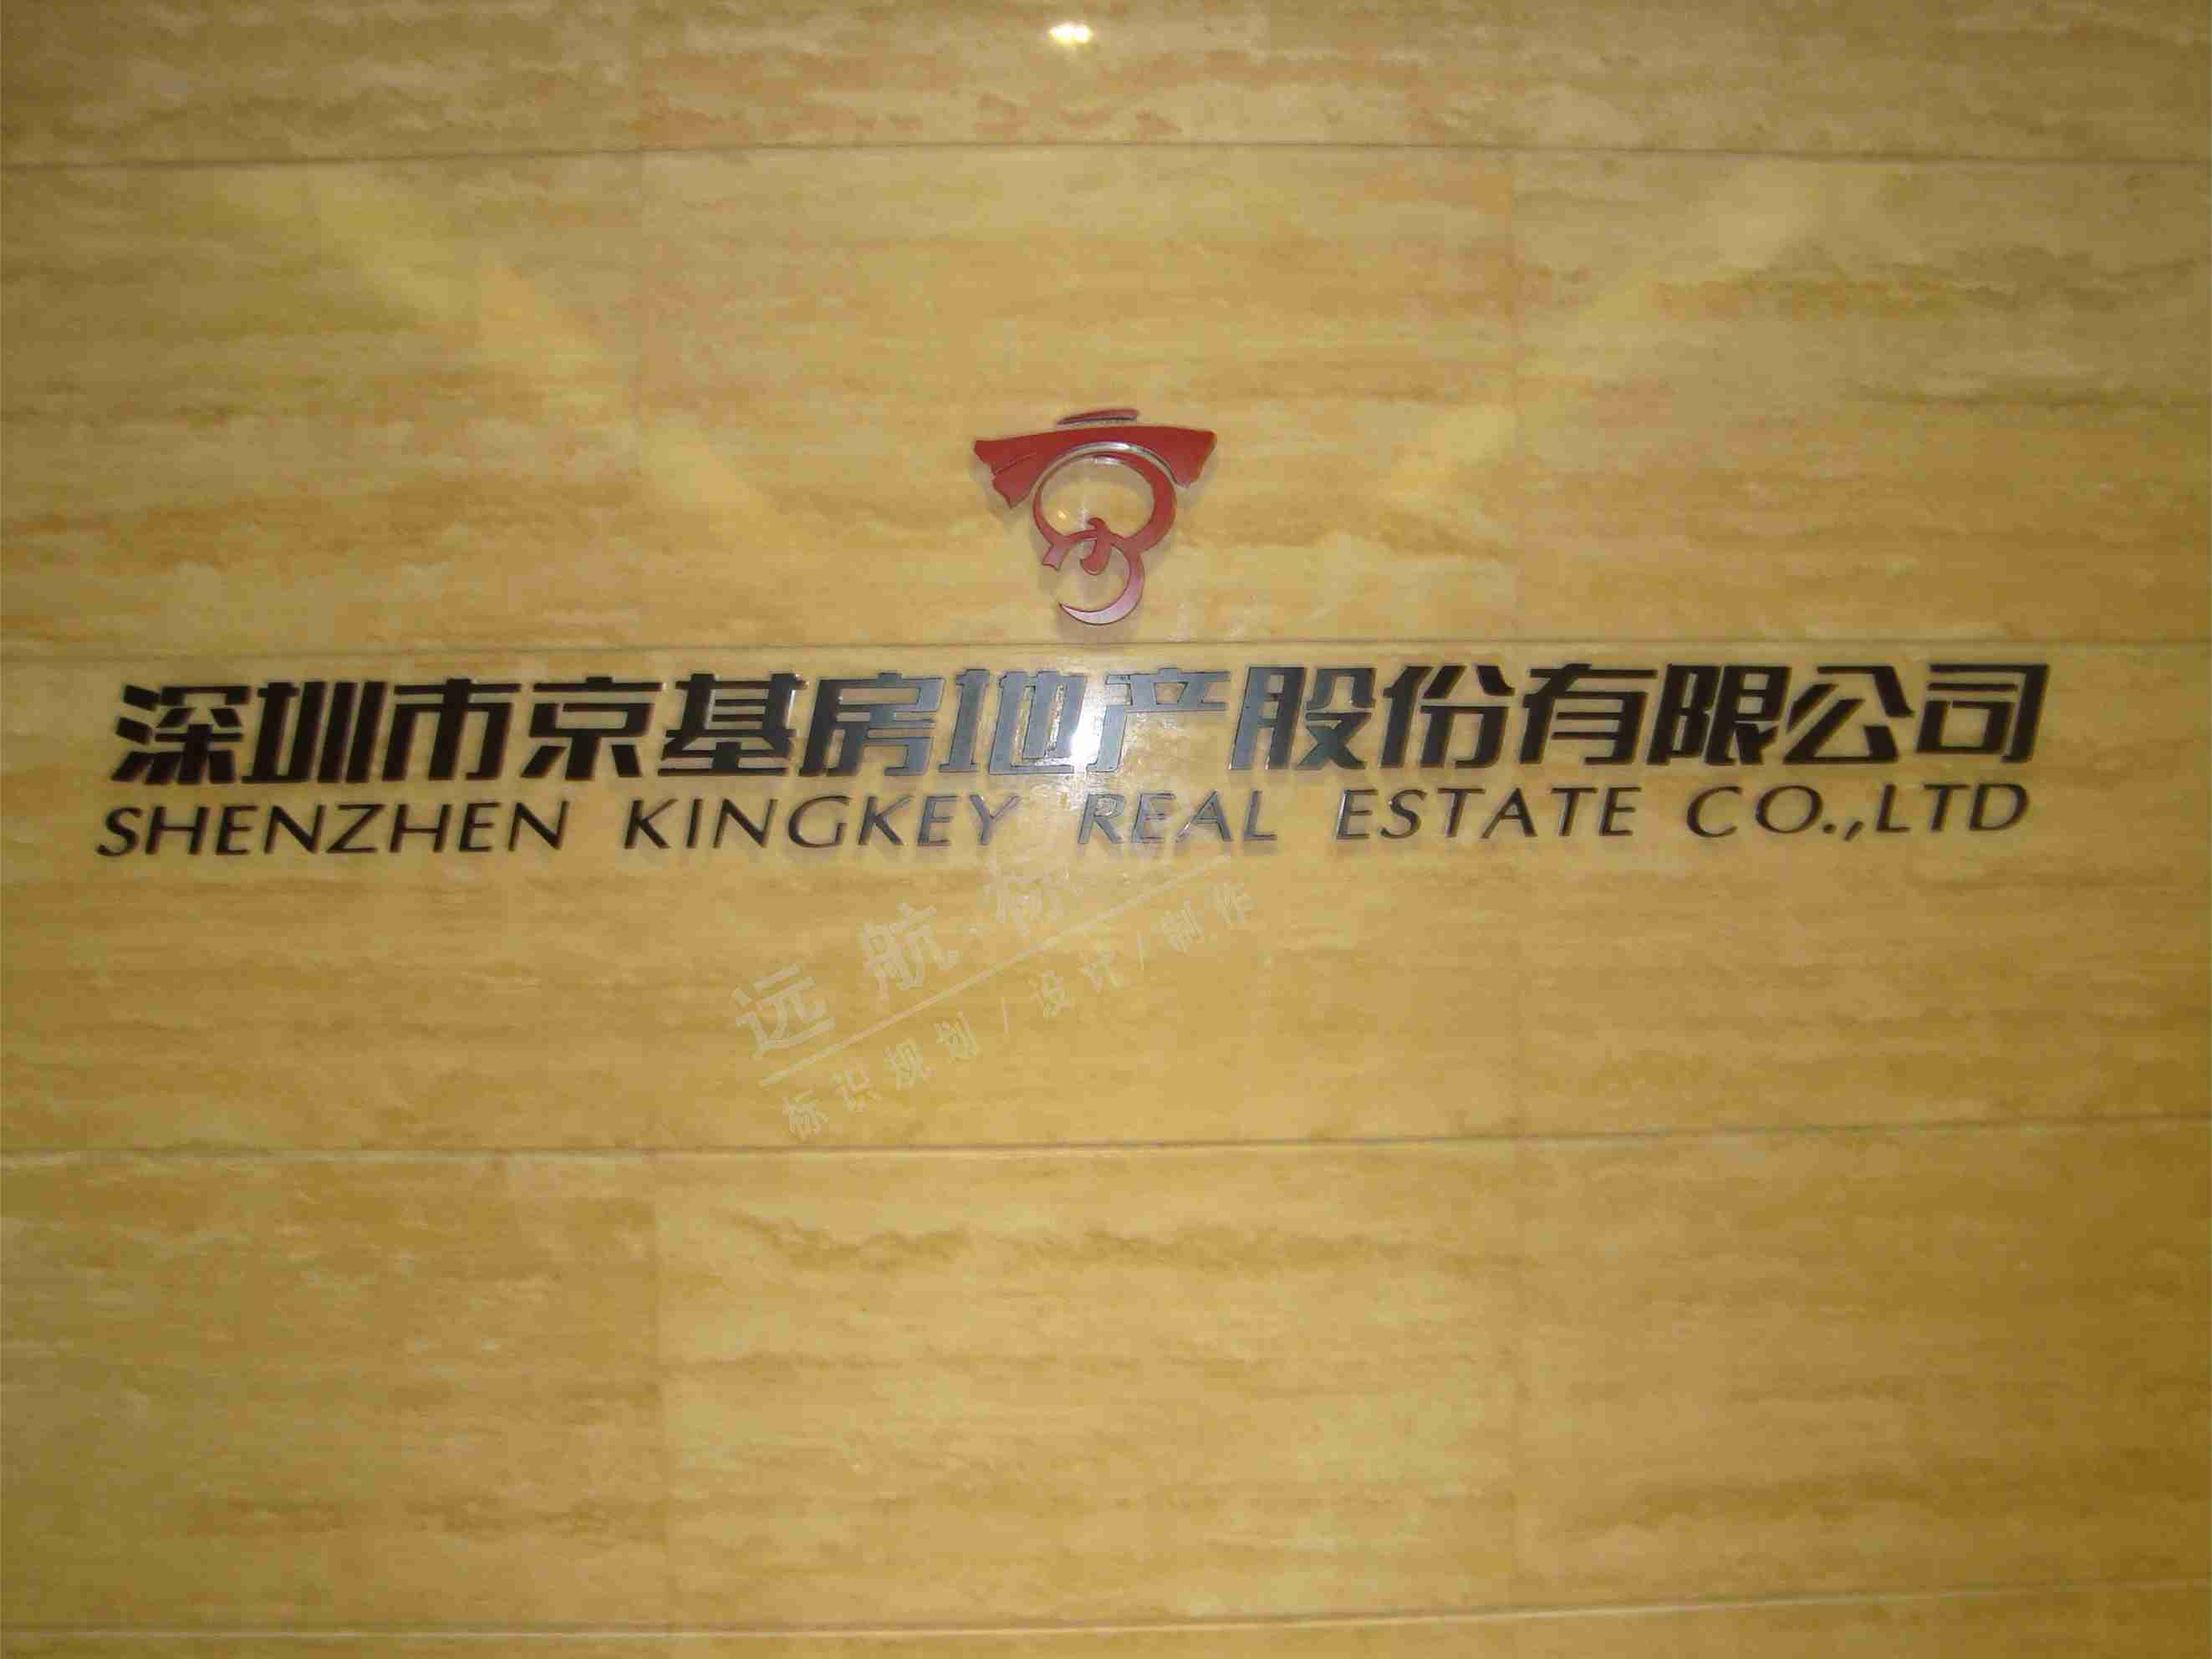 深圳市京基房地产股份有限公司
SHENZHEN KINGKEY REAL ESTATE CO.,LTD
远航·标
标识规划/设计/制作